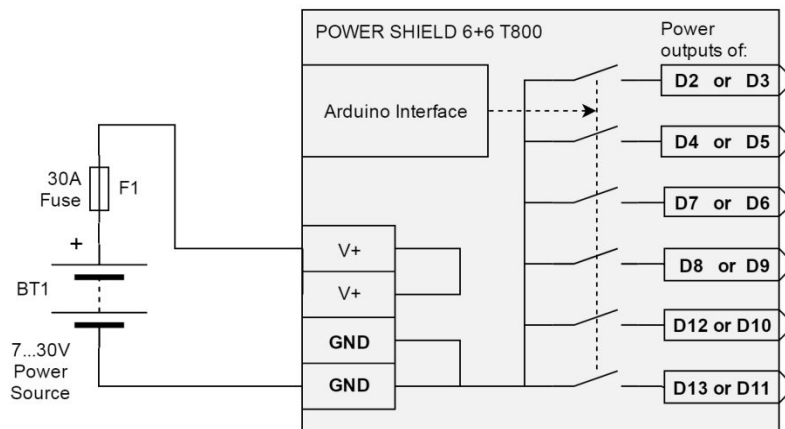 POWER SHIELD 6+6 T800
Power
outputs of:
Arduino Interface
D2 or D3
D4 or D5
D7 or D6
D8 or D9
D12 or D10
D13 or D11
30A
Fuse
F1
+
BT1
7...30V
Power
Source
V+
V+
GND
GND